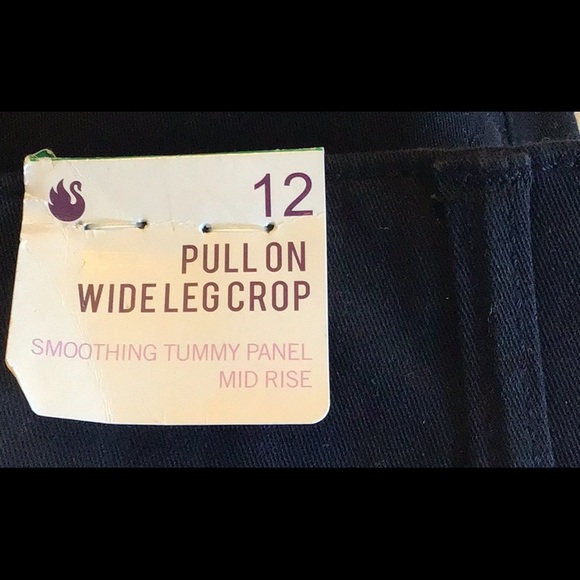 12
PULL ON
WIDE LEG CROP
SMOOTHING TUMMY PANEL
MID RISE